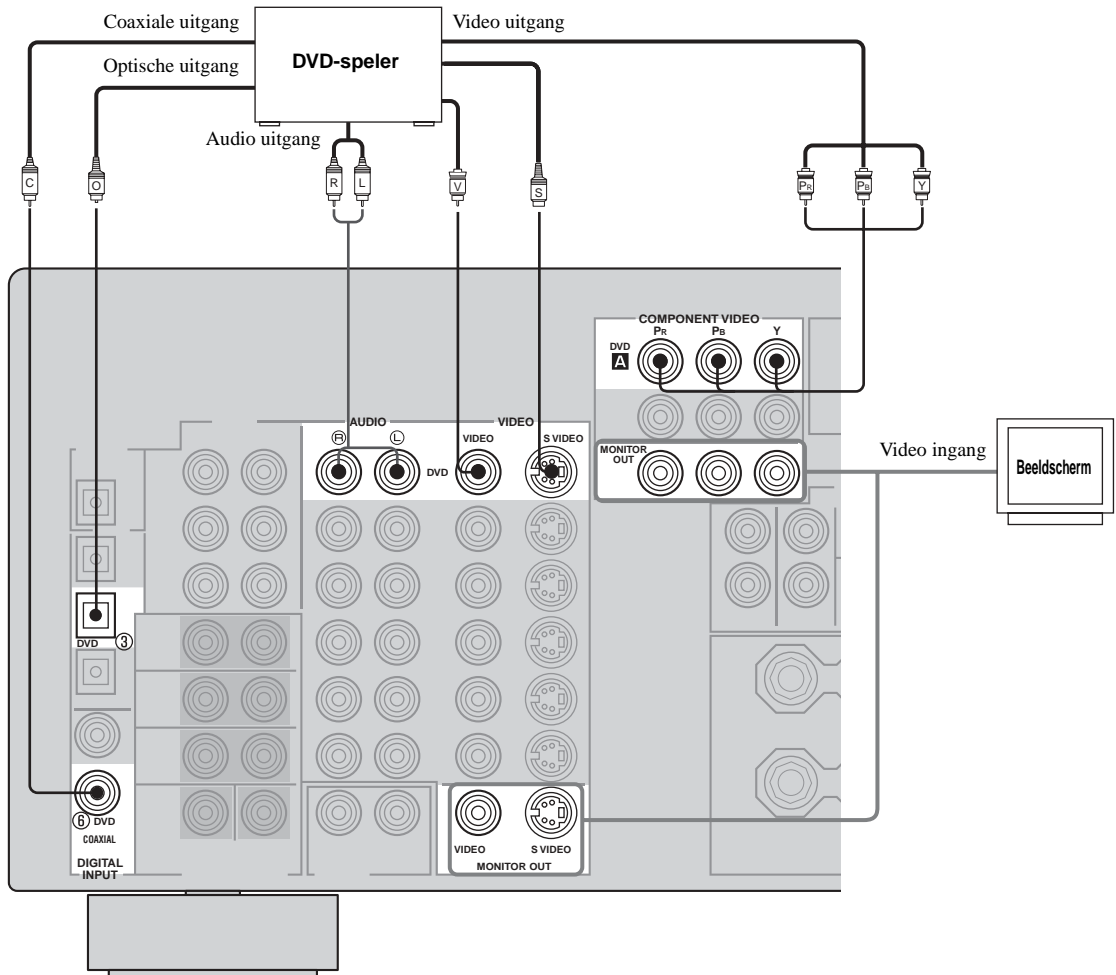 Coaxiale uitgang
Video uitgang
Optische uitgang
DVD-speler
Audio uitgang
C
O
R
L
V
S
PR
PB
Y
COMPONENT VIDEO
PR
PB
Y
DVD
A
AUDIO
VIDEO
R
L
VIDEO
S VIDEO
DVD
MONITOR
OUT
Video ingang
Beeldscherm
DVD
③
⑥ DVD
COAXIAL
DIGITAL
INPUT
VIDEO
S VIDEO
MONITOR OUT